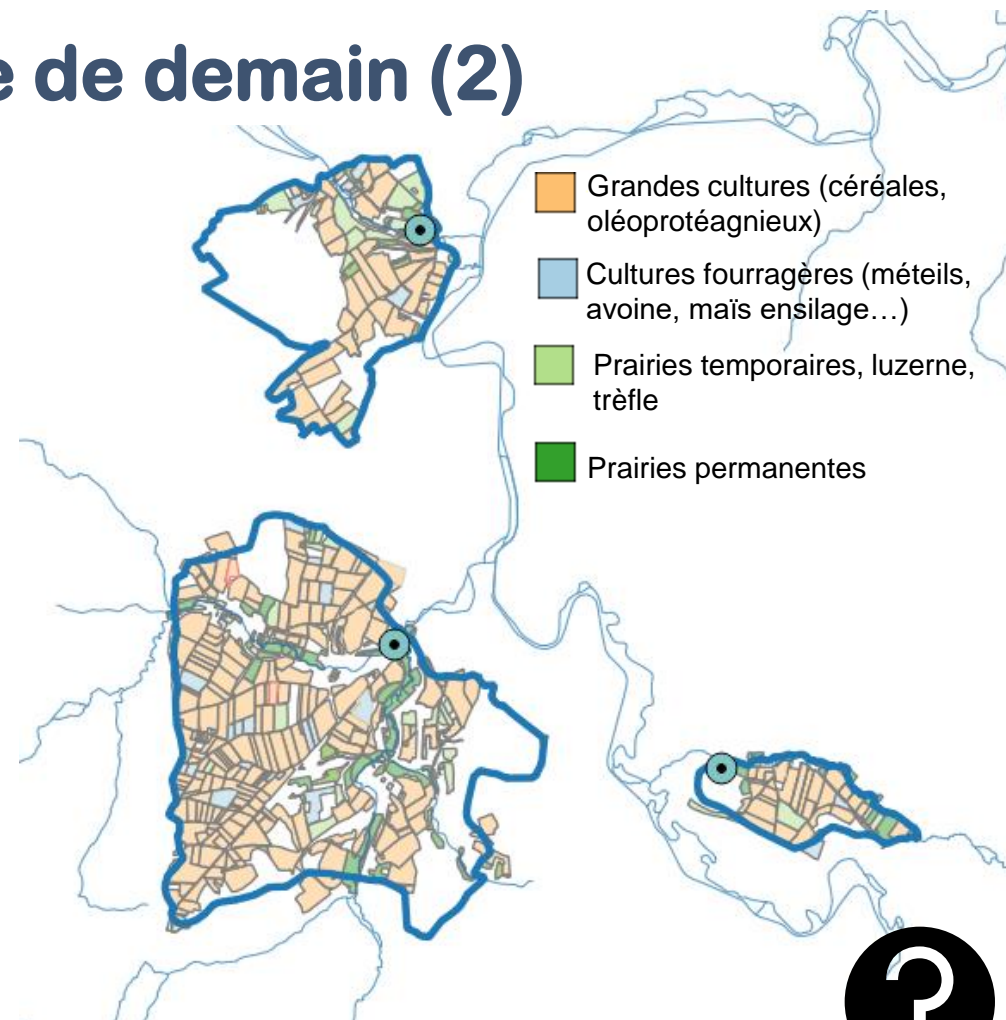 e de demain (2)
Grandes cultures (céréales,
oléoprotéagnieux)
Cultures fourragères (méteils,
avoine, maïs ensilage…)
Prairies temporaires, luzerne,
trèfle
Prairies permanentes
?